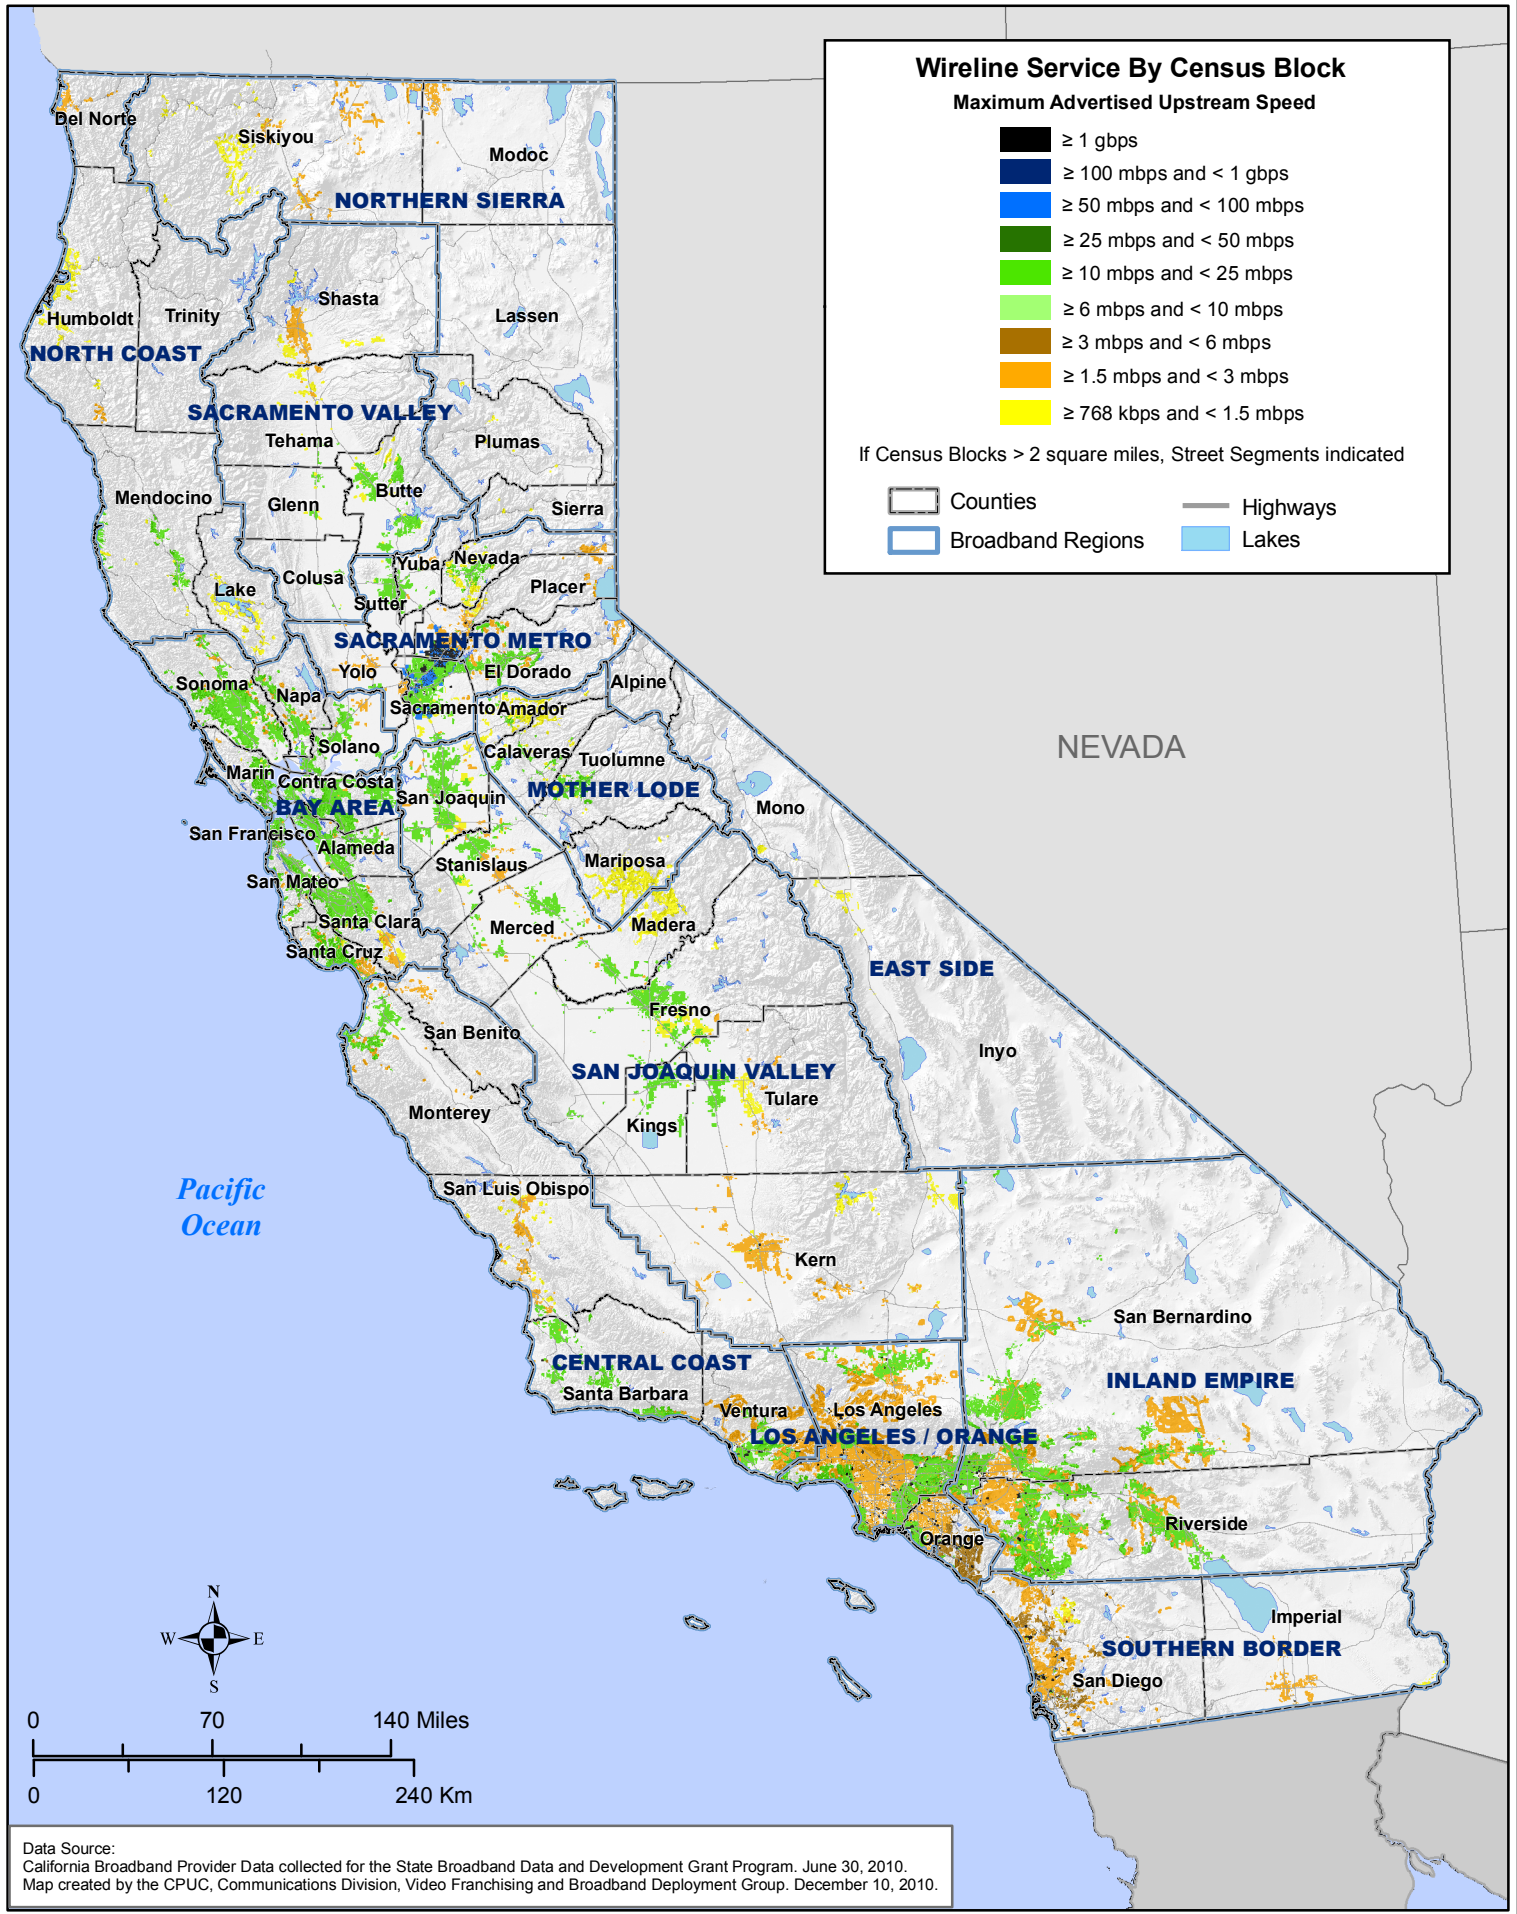 Wireline Service By Census Block
Maximum Advertised Upstream Speed
≥ 1 gbps
≥ 100 mbps and < 1 gbps
≥ 50 mbps and < 100 mbps
≥ 25 mbps and < 50 mbps
≥ 10 mbps and < 25 mbps
≥ 6 mbps and < 10 mbps
≥ 3 mbps and < 6 mbps
≥ 1.5 mbps and < 3 mbps
≥ 768 kbps and < 1.5 mbps
If Census Blocks > 2 square miles, Street Segments indicated
Counties
Highways
Broadband Regions
Lakes
Del Norte
Siskiyou
Modoc
NORTHERN SIERRA
Shasta
Lassen
Humboldt
Trinity
NORTH COAST
SACRAMENTO VALLEY
Tehama
Plumas
Mendocino
Glenn
Butte
Sierra
Colusa
Yuba
Nevada
Lake
Sutter
Placer
SACRAMENTO METRO
Yolo
El Dorado
Sonoma
Napa
Alpine
Sacramento
Amador
Solano
Calaveras
Tuolumne
NEVADA
Marin
Contra Costa
San Joaquin
MOTHER LODE
BAY AREA
Mono
San Francisco
Alameda
Stanislaus
Mariposa
San Mateo
Santa Clara
Merced
Madera
Santa Cruz
EAST SIDE
Fresno
San Benito
Inyo
SAN JOAQUIN VALLEY
Tulare
Monterey
Kings
Pacific
Ocean
San Luis Obispo
Kern
San Bernardino
CENTRAL COAST
INLAND EMPIRE
Santa Barbara
Ventura
Los Angeles
LOS ANGELES / ORANGE
Riverside
Orange
Imperial
SOUTHERN BORDER
San Diego
N
W
E
S
0
70
140 Miles
0
120
240 Km
Data Source:
California Broadband Provider Data collected for the State Broadband Data and Development Grant Program. June 30, 2010.
Map created by the CPUC, Communications Division, Video Franchising and Broadband Deployment Group. December 10, 2010.